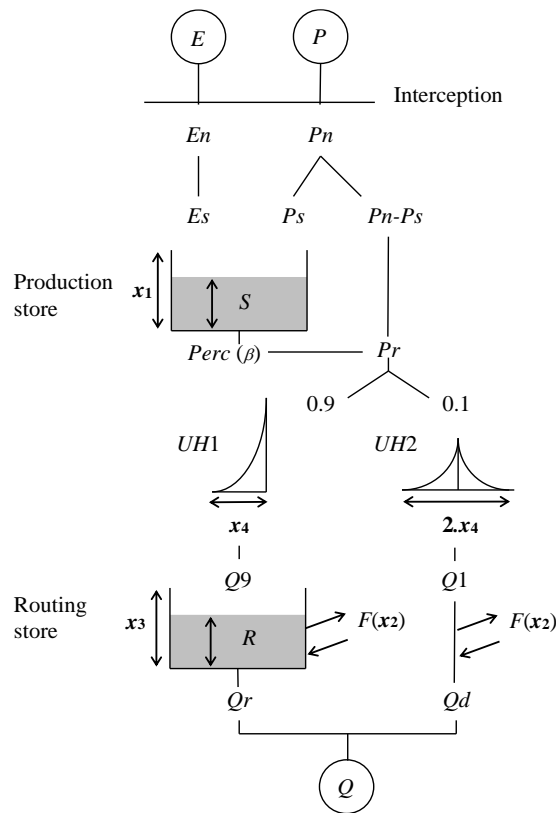 E P
Interception
En Pn
Es Ps Pn-Ps
Production
store
x1 S
Perc (β) Pr
0.9 0.1
UH1 UH2
x4 2.x4
Q9 Q1
Routing
store
x3 R F(x2) F(x2)
Qr Qd
Q